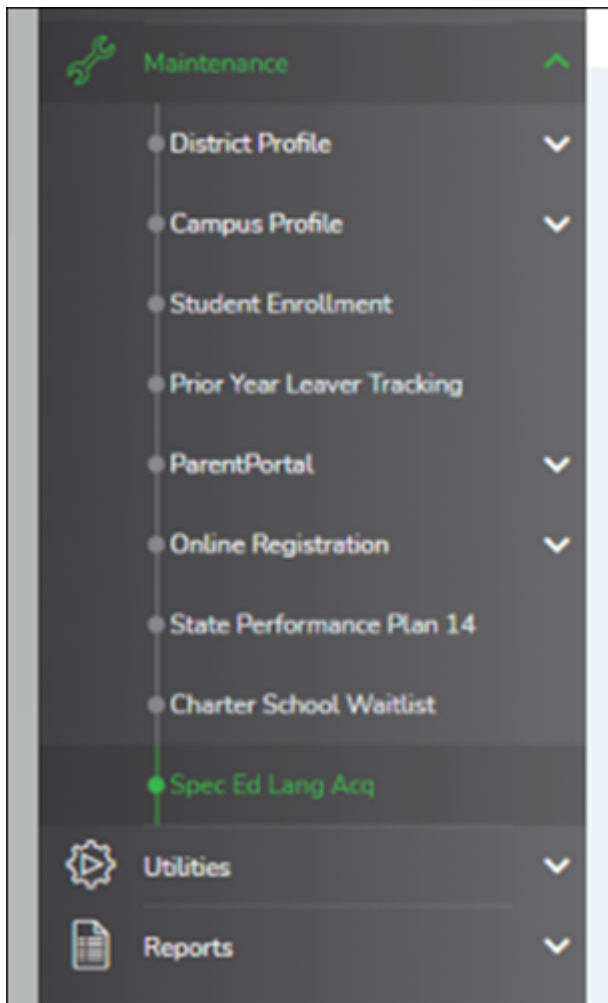 Maintenance
District Profile
Campus Profile
Student Enrollment
Prior Year Leaver Tracking
ParentPortal
Online Registration
State Performance Plan 14
Charter School Waitlist
Spec Ed Lang Acq
Utilities
Reports